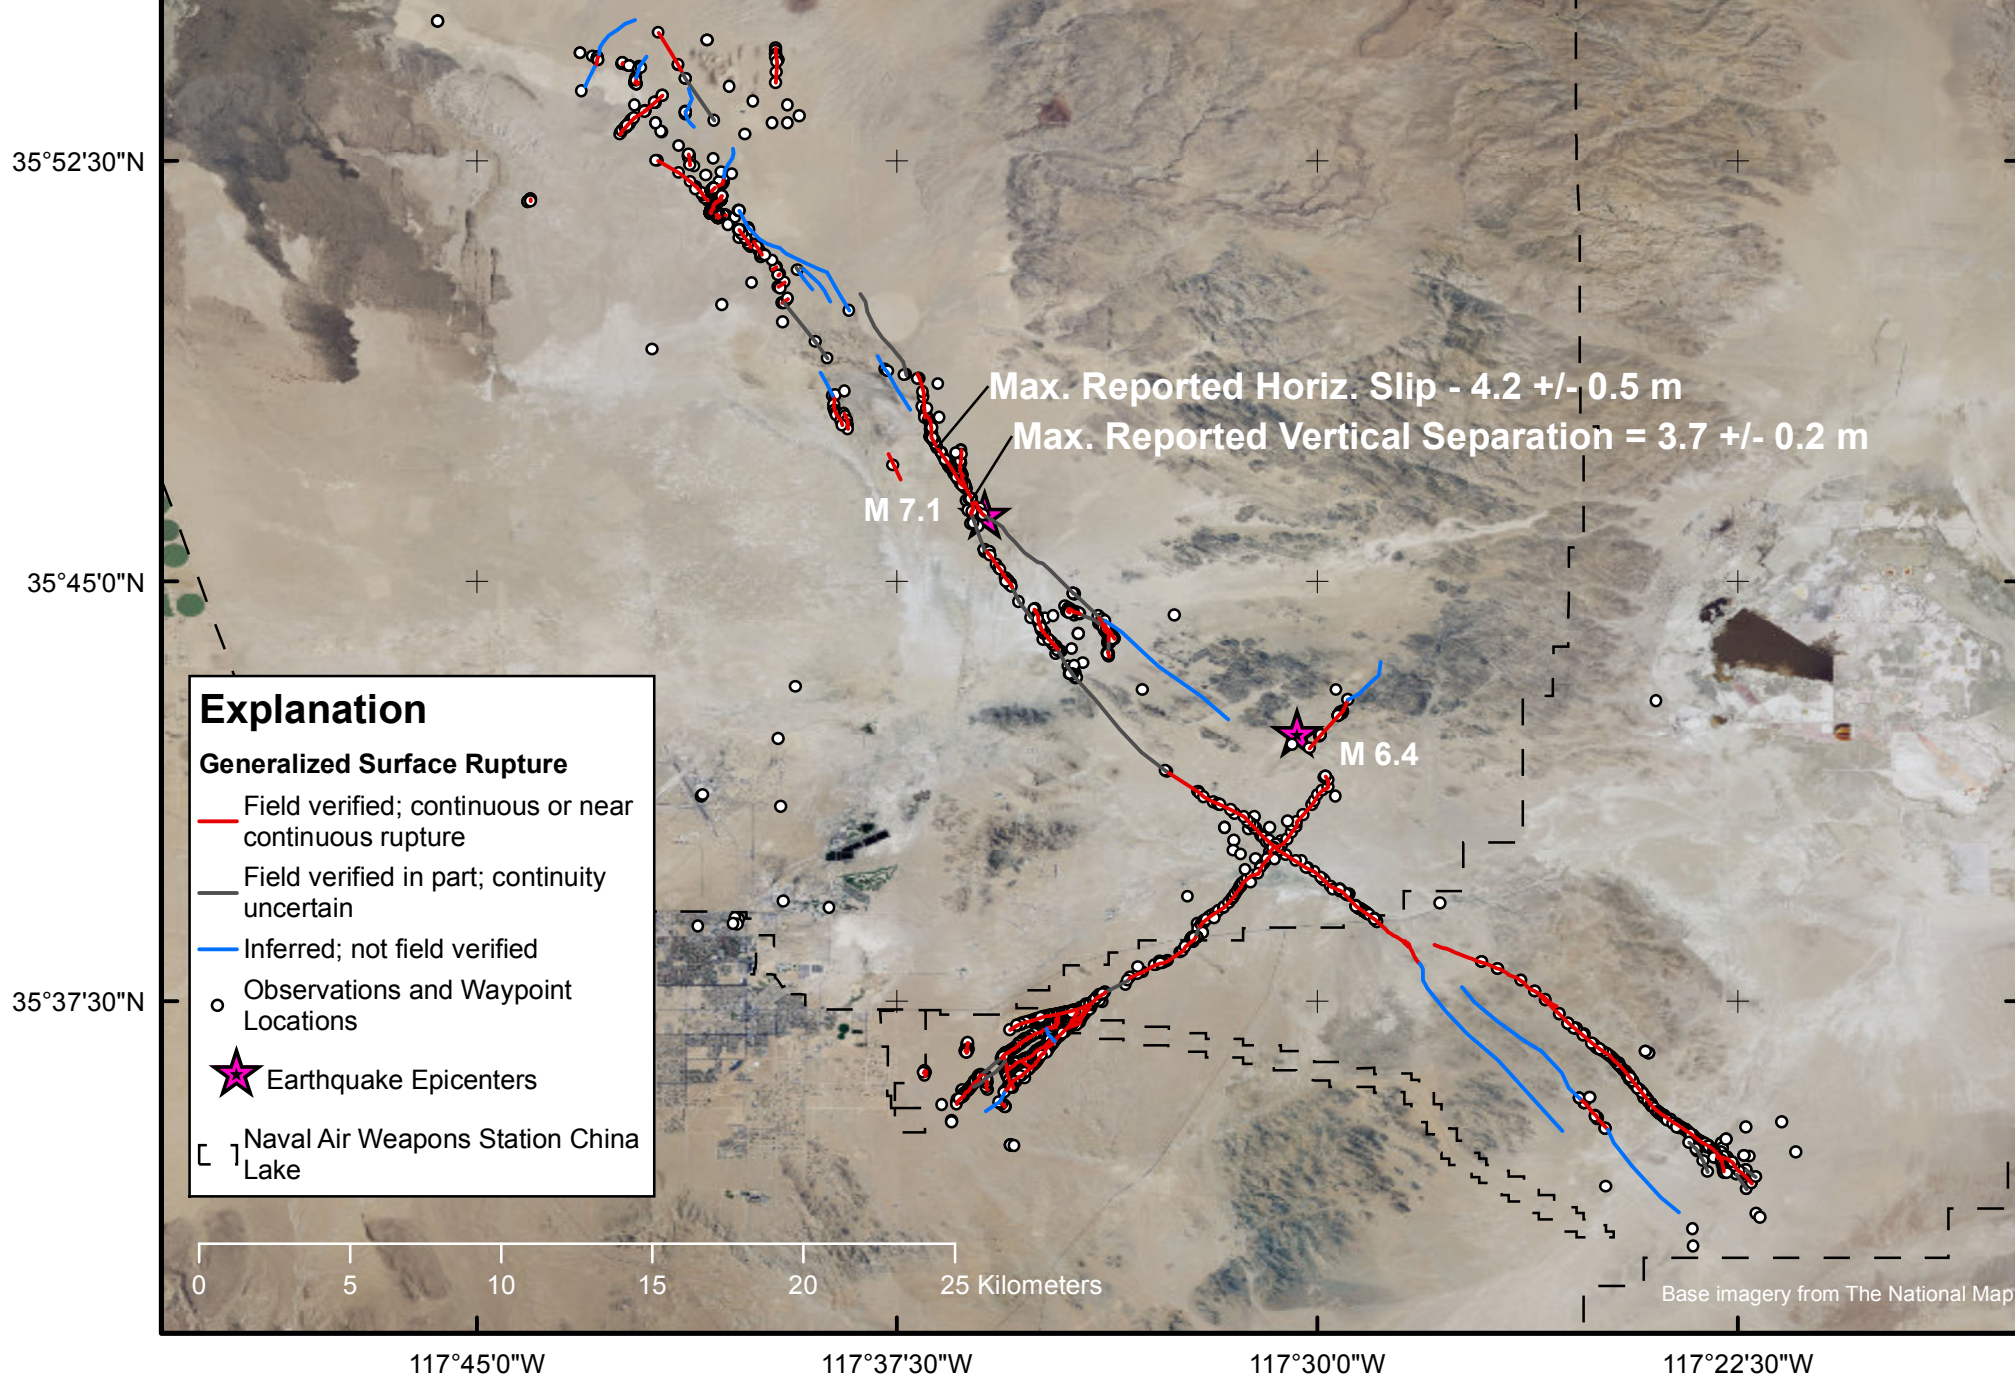 35°52'30"N
Max. Reported Horiz. Slip - 4.2 +/- 0.5 m
Max. Reported Vertical Separation = 3.7 +/- 0.2 m
M 7.1
35°45'0"N
M 6.4
Explanation
Generalized Surface Rupture
Field verified; continuous or near
continuous rupture
Field verified in part; continuity
uncertain
Inferred; not field verified
Observations and Waypoint
Locations
Earthquake Epicenters
Naval Air Weapons Station China
Lake
35°37'30"N
0 5 10 15 20 25 Kilometers
Base imagery from The National Map
117°45'0"W 117°37'30"W 117°30'0"W 117°22'30"W